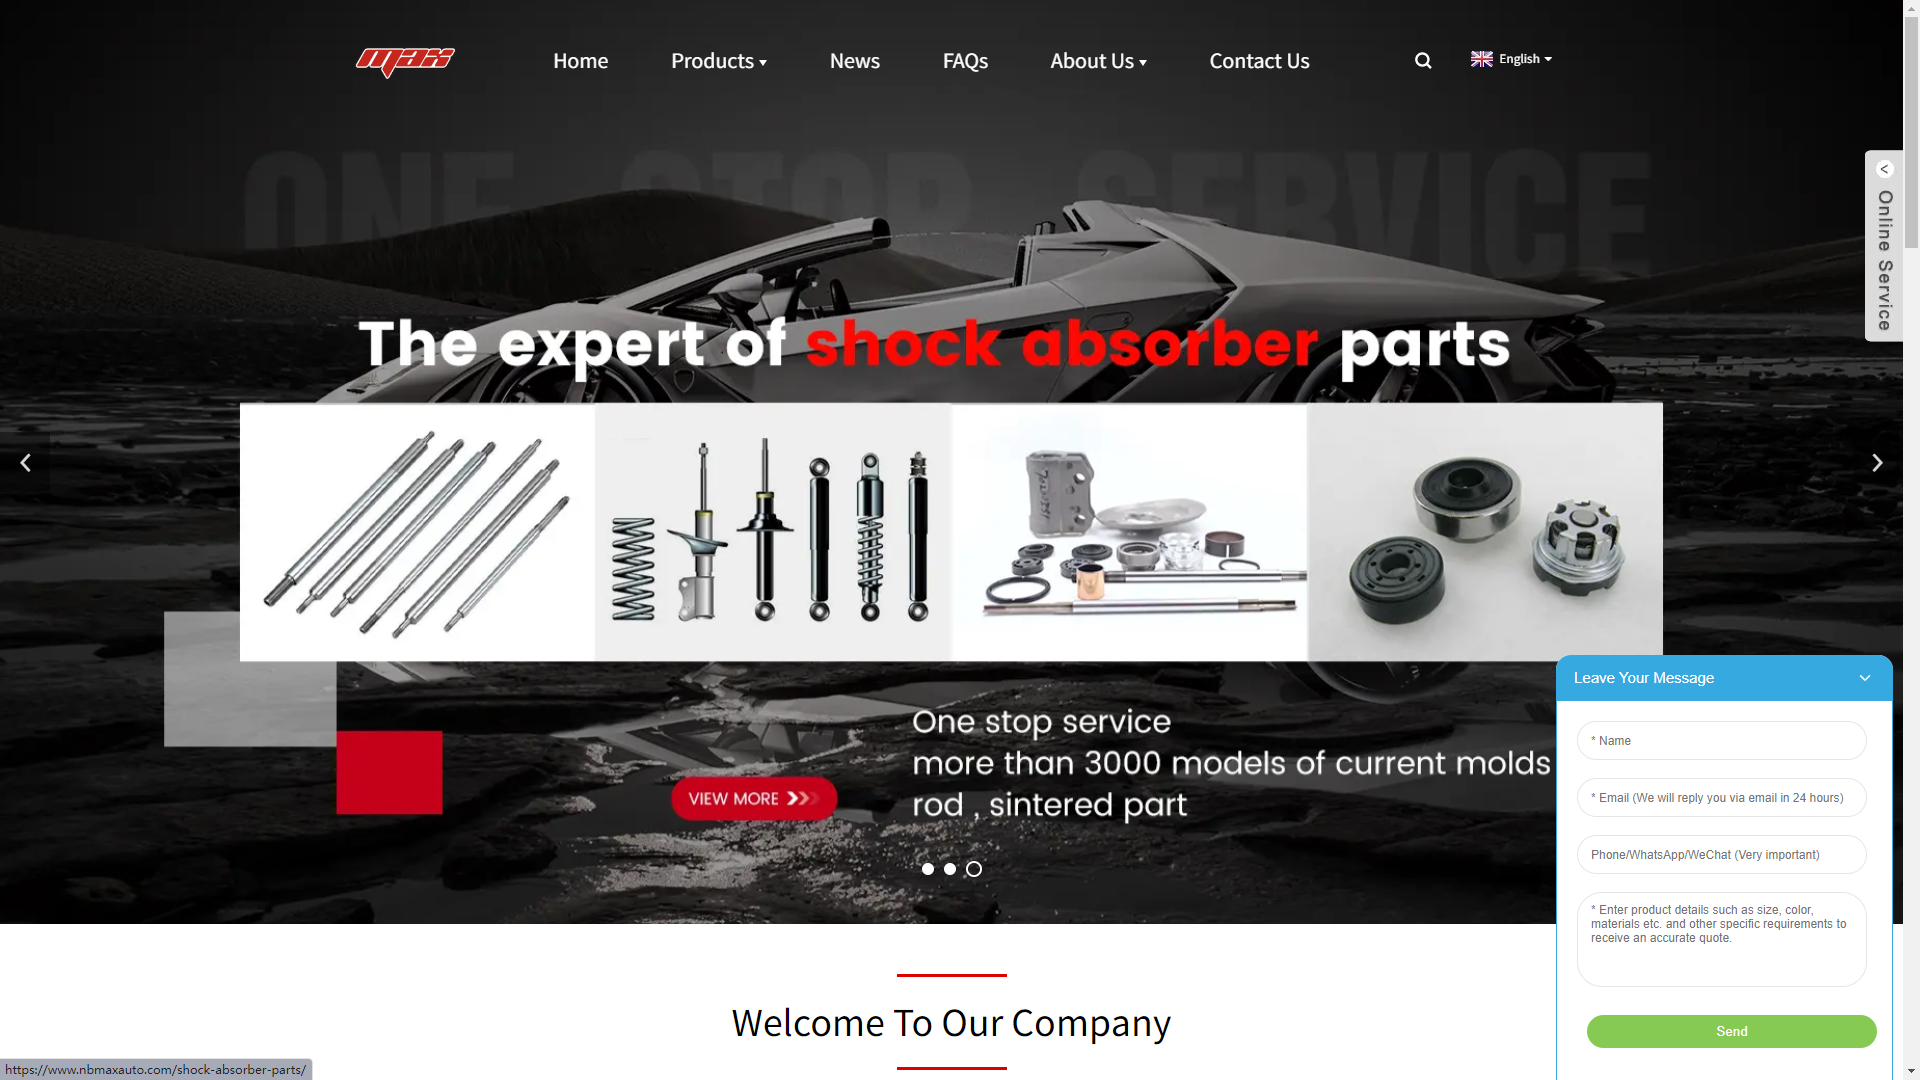 max
Home
Products
News
FAQs
About Us
Contact Us
English
ONE STOP SERVICE
<
Online Service
The expert of shock absorber parts
One stop service
more than 3000 models of current molds
rod , sintered part
VIEW MORE
Leave Your Message
* Name
* Email (We will reply you via email in 24 hours)
Phone/WhatsApp/WeChat (Very important)
* Enter product details such as size, color,
materials etc. and other specific requirements to
receive an accurate quote.
Send
Welcome To Our Company
https://www.nbmaxauto.com/shock-absorber-parts/